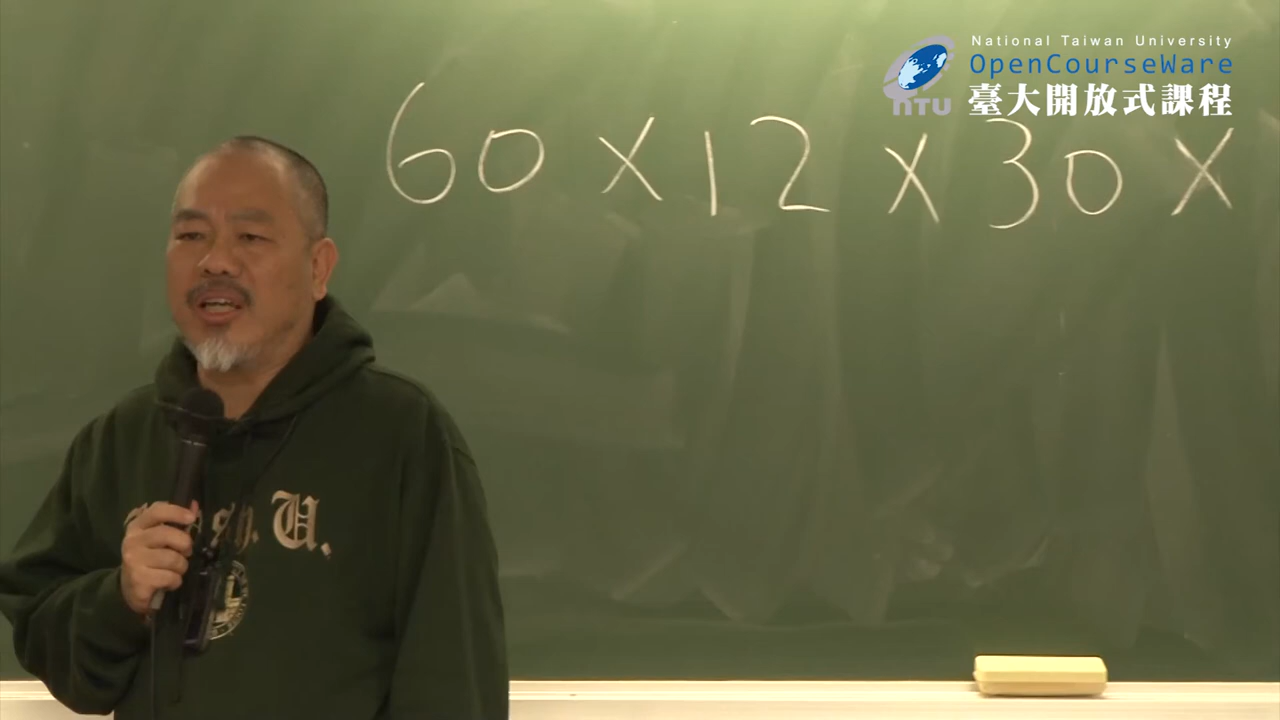 National Taiwan University
OpenCourseWare
NTU
臺大開放式課程
60 x 12 x 30 x
U.